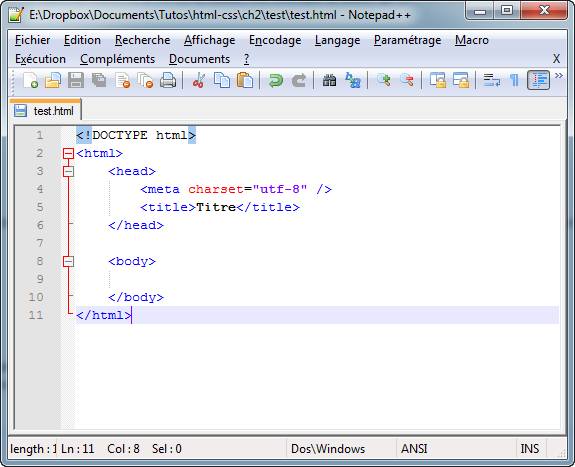 E:\Dropbox\Documents\Tutos\html-css\ch2\test\test.html - Notepad++
Fichier Edition Recherche Affichage Encodage Langage Paramétrage Macro
Exécution Compléments Documents ? X
test.html
1 <!DOCTYPE html>
2 <html>
3 <head>
4 <meta charset="utf-8" />
5 <title>Titre</title>
6 </head>
7
8 <body>
9
10 </body>
11 </html>
length : 1 Ln : 11 Col : 8 Sel : 0 Dos\Windows ANSI INS